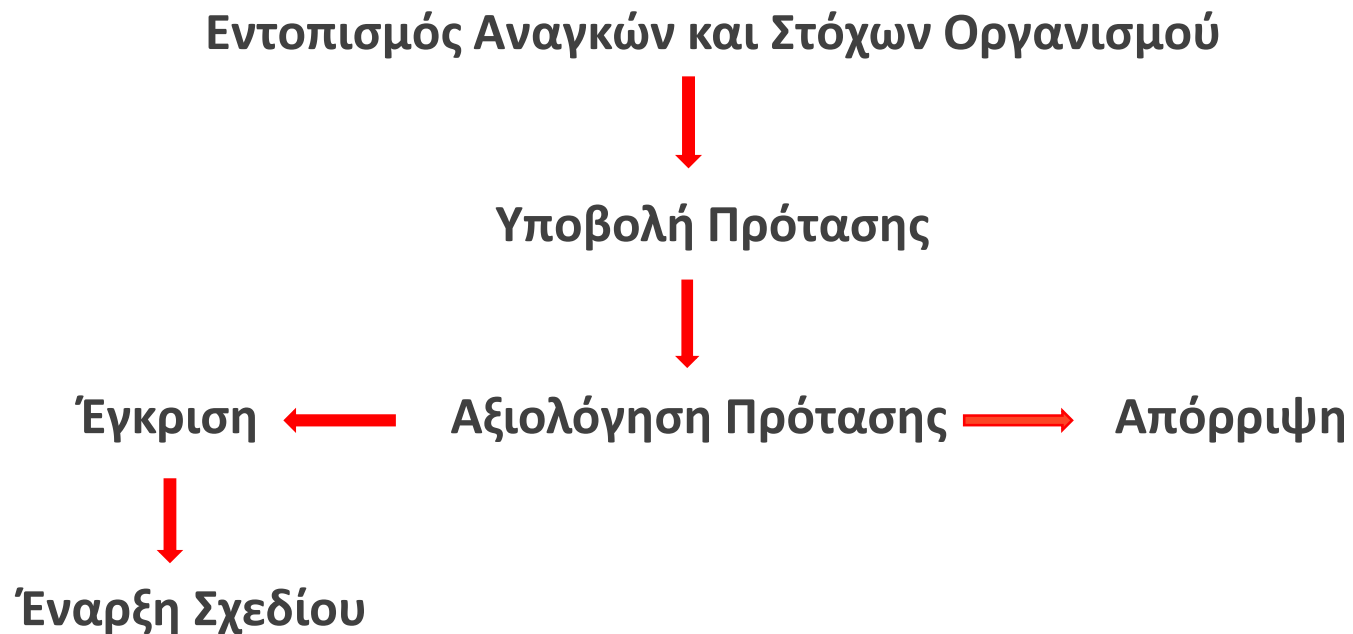 Εντοπισμός Αναγκών και Στόχων Οργανισμού
Υποβολή Πρότασης
Έγκριση
Αξιολόγηση Πρότασης
Απόρριψη
Έναρξη Σχεδίου